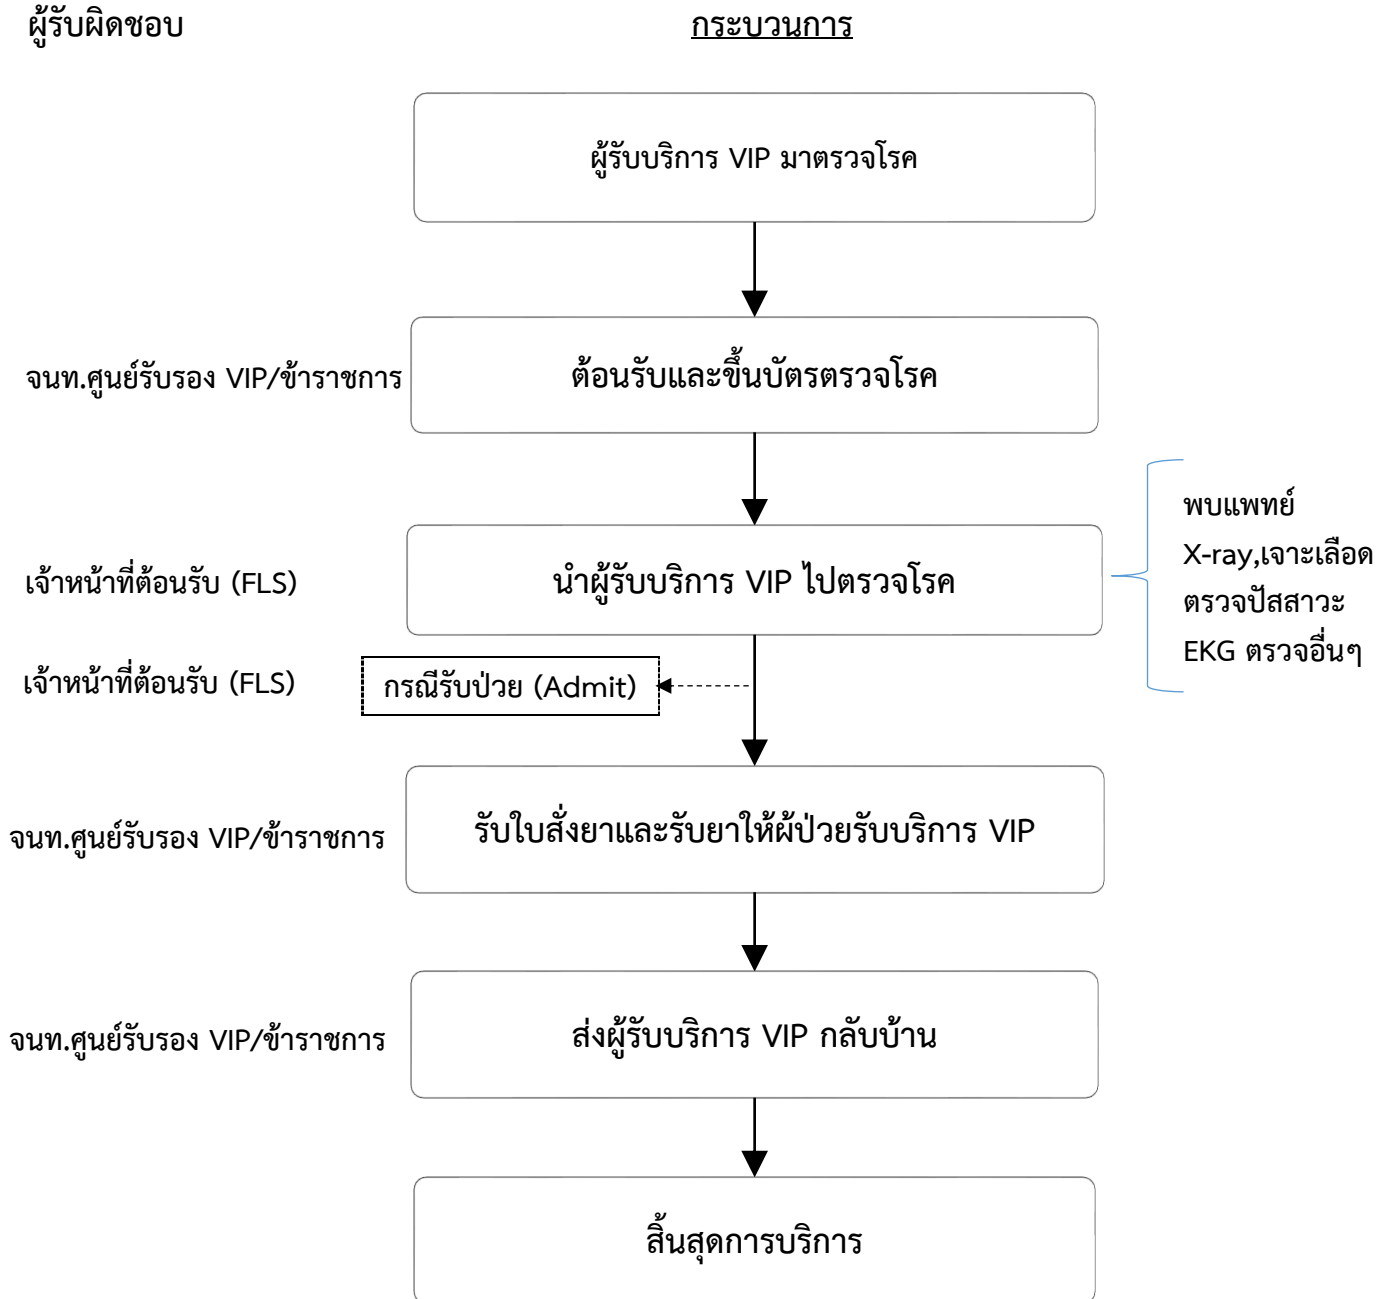 ผู้รับผิดชอบ
กระบวนการ
ผู้รับบริการ VIP มาตรวจโรค
จนท.ศูนย์รับรอง VIP/ข้าราชการ
ต้อนรับและขึ้นบัตรตรวจโรค
เจ้าหน้าที่ต้อนรับ (FLS)
นำผู้รับบริการ VIP ไปตรวจโรค
พบแพทย์
X-ray,เจาะเลือด
ตรวจปัสสาวะ
EKG ตรวจอื่นๆ
เจ้าหน้าที่ต้อนรับ (FLS)
กรณีรับป่วย (Admit)
จนท.ศูนย์รับรอง VIP/ข้าราชการ
รับใบสั่งยาและรับยาให้ผ้ป่วยรับบริการ VIP
จนท.ศูนย์รับรอง VIP/ข้าราชการ
ส่งผู้รับบริการ VIP กลับบ้าน
สิ้นสุดการบริการ